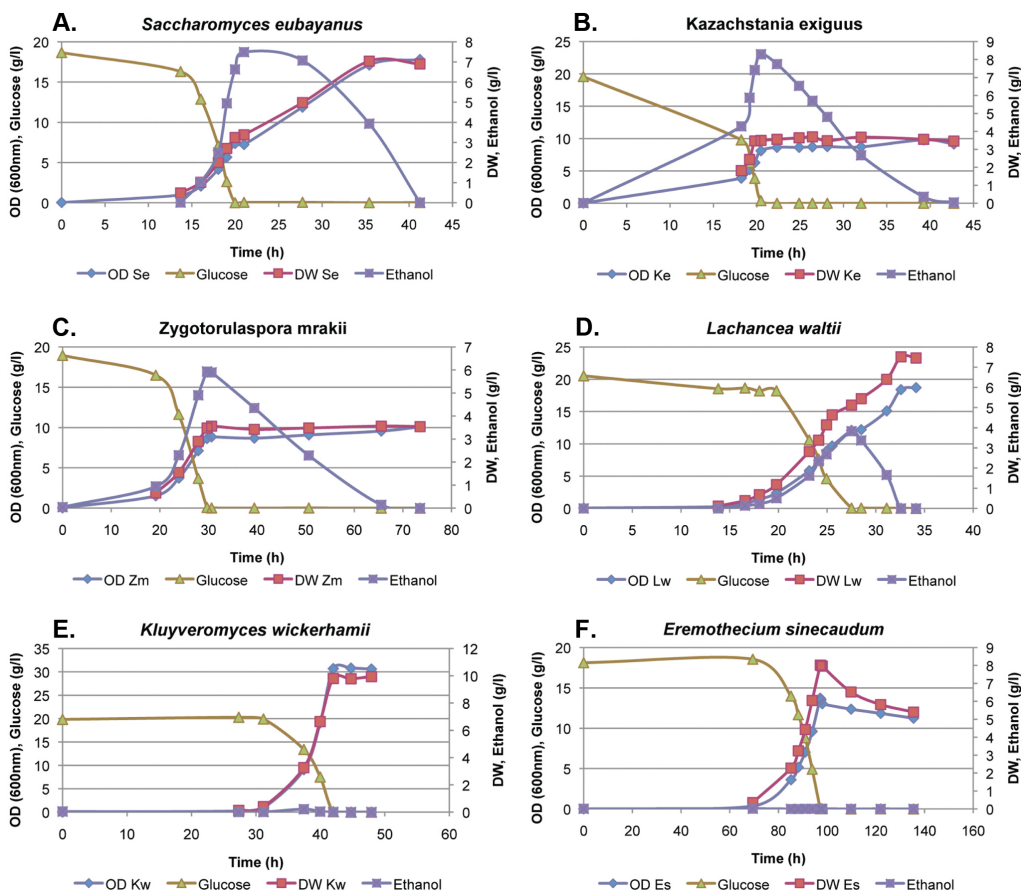 A.
Saccharomyces eubayanus
OD (600nm), Glucose (g/l)
20
15
10
5
0
8
7
6
5
4
3
2
1
0
DW, Ethanol (g/l)
0 5 10 15 20 25 30 35 40 45
Time (h)
OD Se Glucose DW Se Ethanol
B.
Kazachstania exiguus
OD (600nm), Glucose (g/l)
25
20
15
10
5
0
9
8
7
6
5
4
3
2
1
0
DW, Ethanol (g/l)
0 5 10 15 20 25 30 35 40 45
Time (h)
OD Ke Glucose DW Ke Ethanol
C.
Zygotorulaspora mrakii
OD (600nm), Glucose (g/l)
20
15
10
5
0
7
6
5
4
3
2
1
0
DW, Ethanol (g/l)
0 10 20 30 40 50 60 70 80
Time (h)
OD Zm Glucose DW Zm Ethanol
D.
Lachancea waltii
OD (600nm), Glucose (g/l)
25
20
15
10
5
0
8
7
6
5
4
3
2
1
0
DW, Ethanol (g/l)
0 5 10 15 20 25 31 35 40
Time (h)
OD Lw Glucose DW Lw Ethanol
E.
Kluyveromyces wickerhamii
OD (600nm), Glucose (g/l)
35
30
25
20
15
10
5
0
12
10
8
6
4
2
0
DW, Ethanol (g/l)
0 10 20 30 40 50 60
Time (h)
OD Kw Glucose DW Kw Ethanol
F.
Eremothecium sinecaudum
OD (600nm), Glucose (g/l)
20
15
10
5
0
9
8
7
6
5
4
3
2
1
0
DW, Ethanol (g/l)
0 20 40 60 80 100 120 140 160
Time (h)
OD Es Glucose DW Es Ethanol